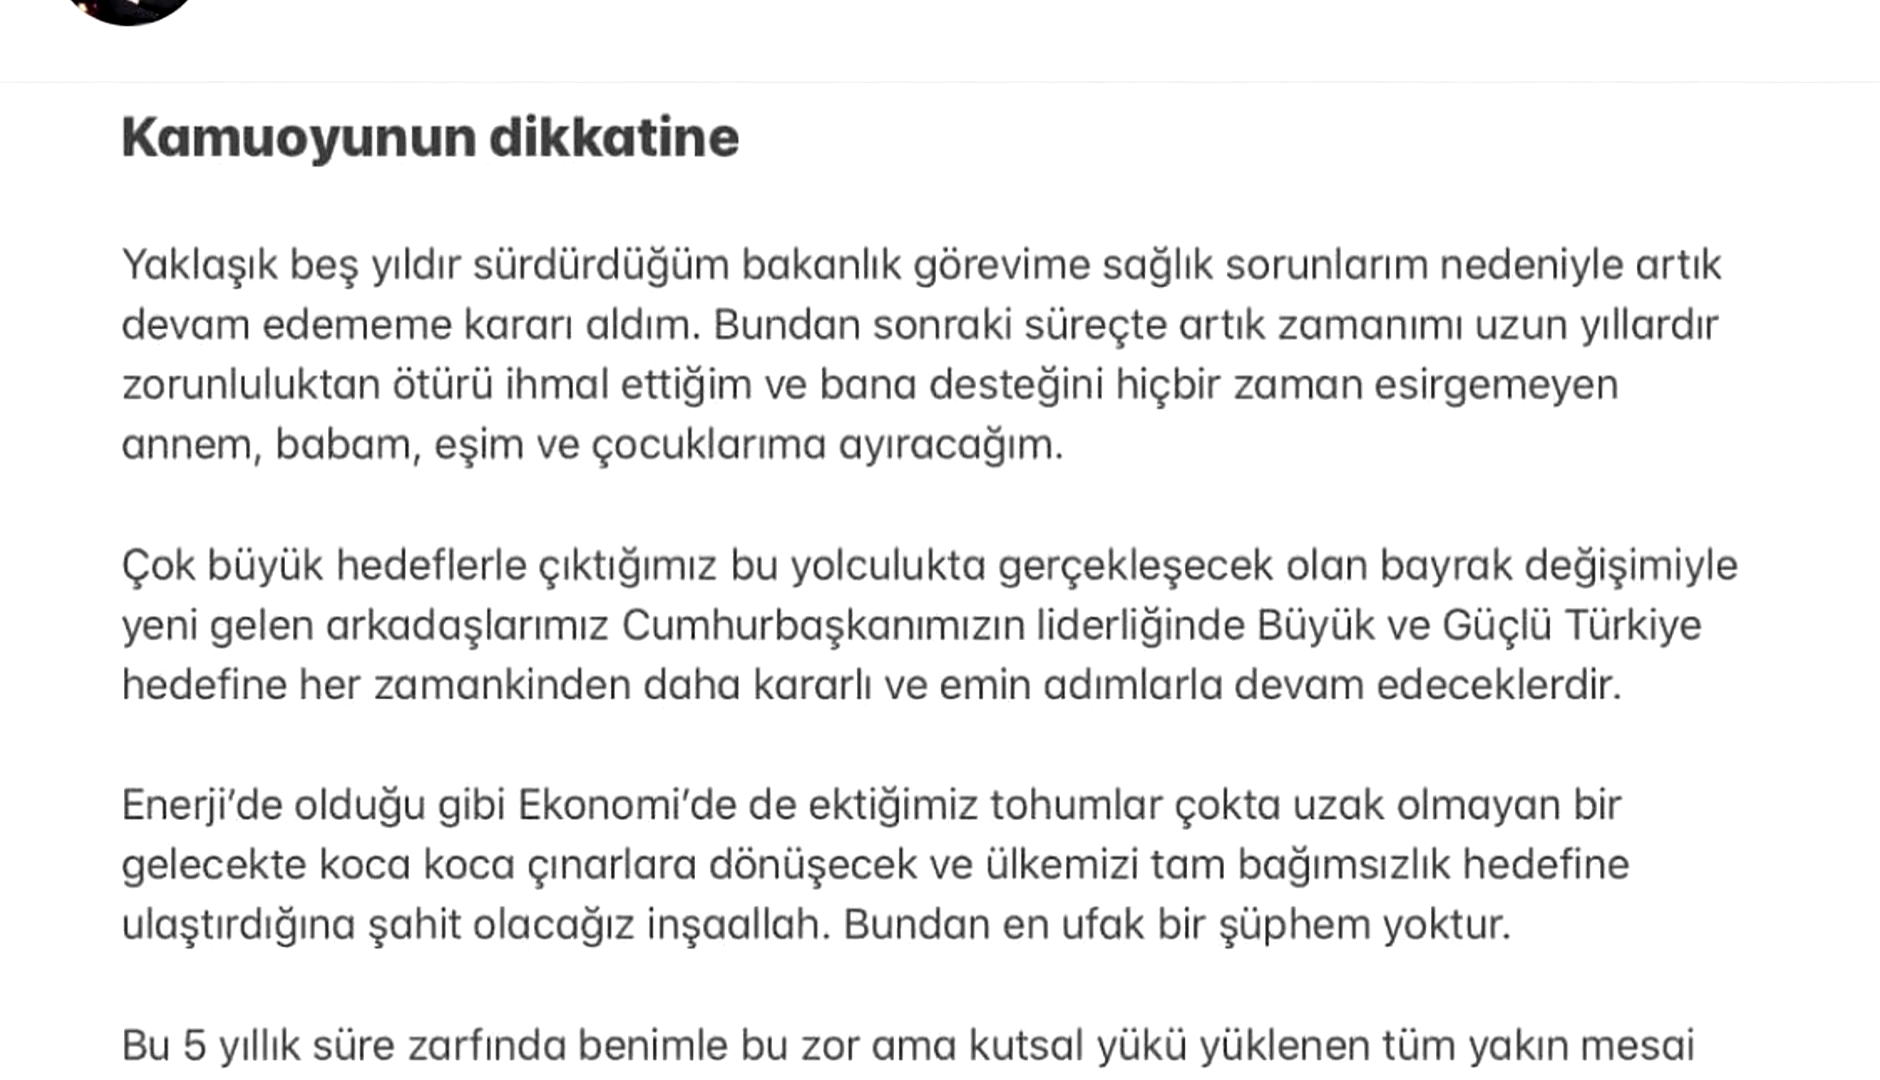 Kamuoyunun dikkatine
Yaklaşık beş yıldır sürdürdüğüm bakanlık görevime sağlık sorunlarım nedeniyle artık
devam edememe kararı aldım. Bundan sonraki süreçte artık zamanımı uzun yıllardır
zorunluluktan ötürü ihmal ettiğim ve bana desteğini hiçbir zaman esirgemeyen
annem, babam, eşim ve çocuklarıma ayıracağım.
Çok büyük hedeflerle çıktığımız bu yolculukta gerçekleşecek olan bayrak değişimiyle
yeni gelen arkadaşlarımız Cumhurbaşkanımızın liderliğinde Büyük ve Güçlü Türkiye
hedefine her zamankinden daha kararlı ve emin adımlarla devam edeceklerdir.
Enerji’de olduğu gibi Ekonomi’de de ektiğimiz tohumlar çokta uzak olmayan bir
gelecekte koca koca çınarlara dönüşecek ve ülkemizi tam bağımsızlık hedefine
ulaştırdığına şahit olacağız inşaallah. Bundan en ufak bir şüphem yoktur.
Bu 5 yıllık süre zarfında benimle bu zor ama kutsal yükü yüklenen tüm yakın mesai